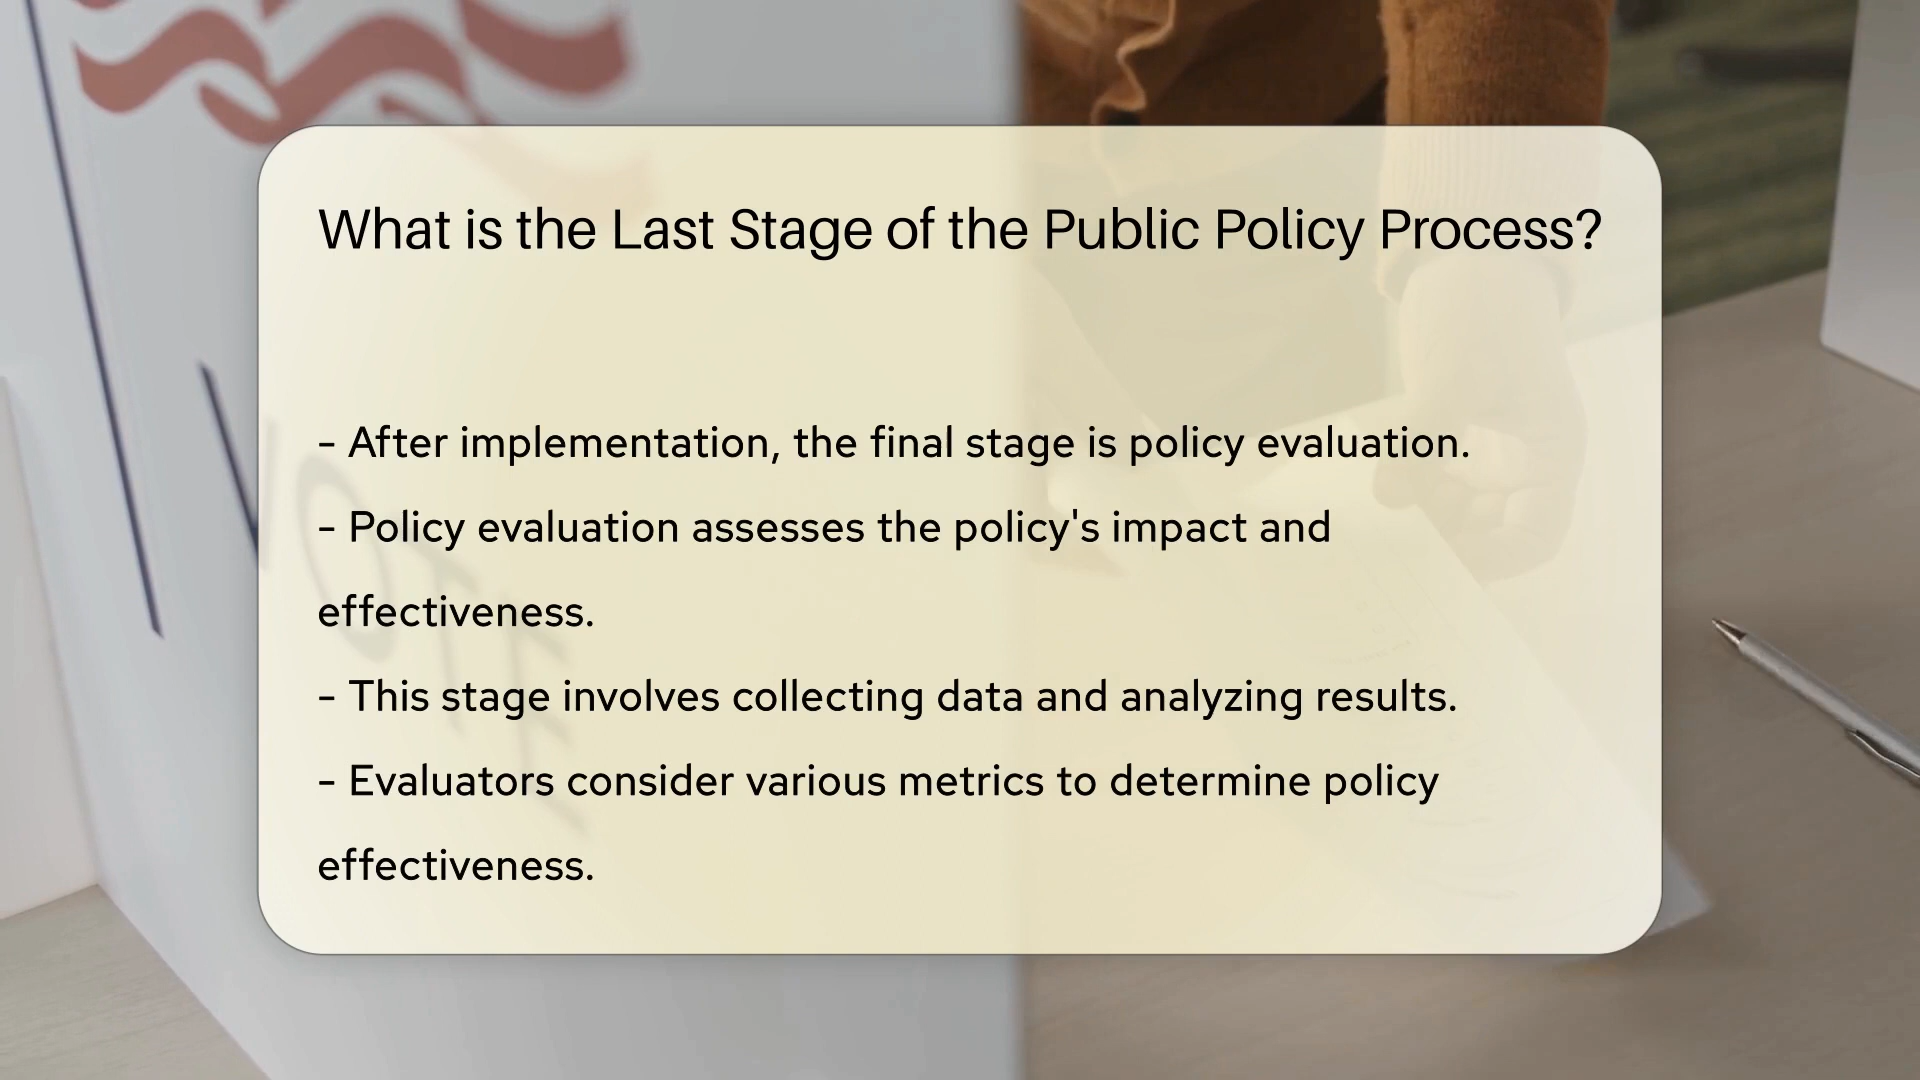 What is the Last Stage of the Public Policy Process?
- After implementation, the final stage is policy evaluation.
- Policy evaluation assesses the policy's impact and
effectiveness.
- This stage involves collecting data and analyzing results.
- Evaluators consider various metrics to determine policy
effectiveness.
VOTE